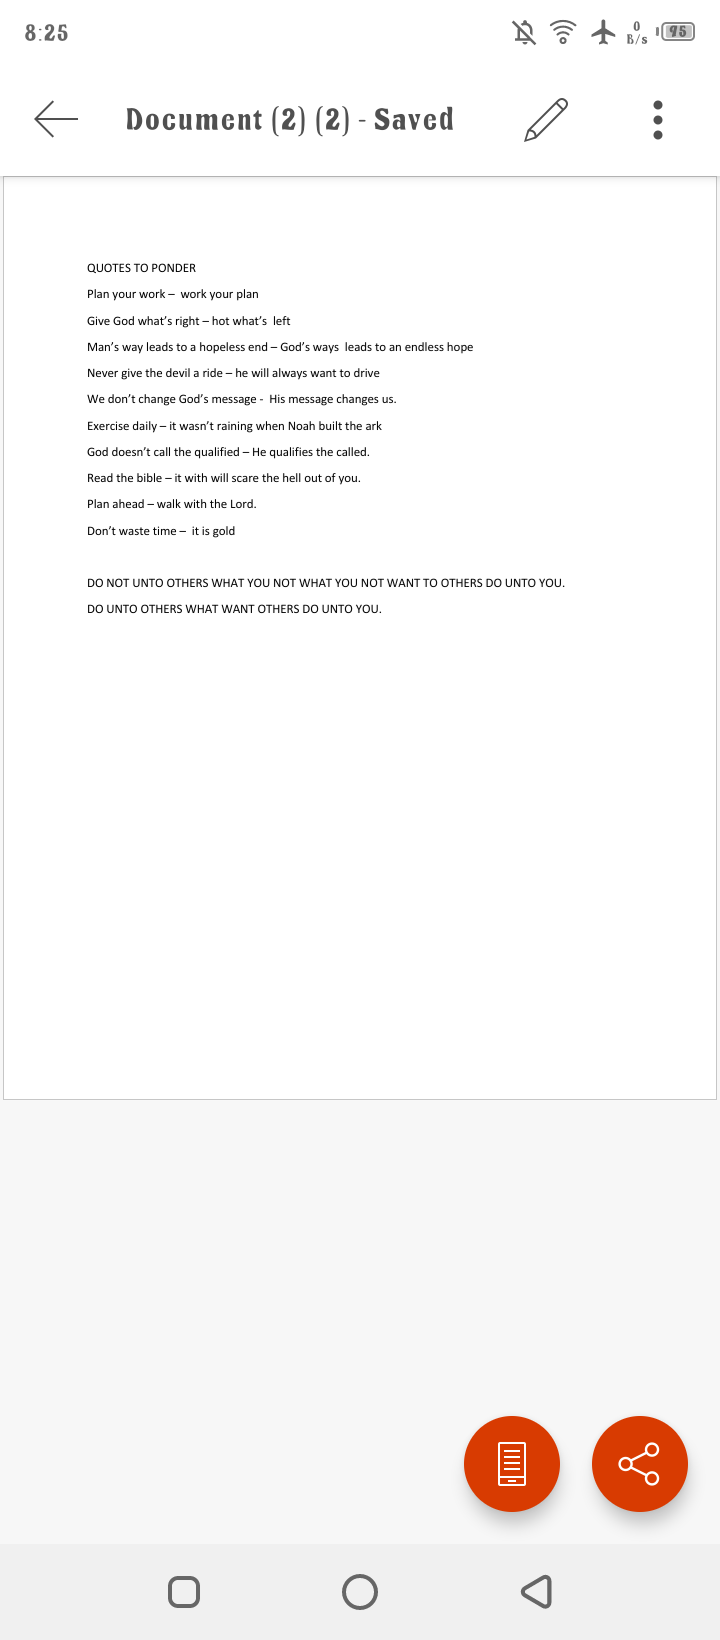 8:25
0
B/s
95
Document (2) (2) - Saved
QUOTES TO PONDER
Plan your work – work your plan
Give God what's right – hot what's left
Man's way leads to a hopeless end – God's ways leads to an endless hope
Never give the devil a ride – he will always want to drive
We don't change God's message - His message changes us.
Exercise daily – it wasn't raining when Noah built the ark
God doesn't call the qualified – He qualifies the called.
Read the bible – it with will scare the hell out of you.
Plan ahead – walk with the Lord.
Don't waste time – it is gold
DO NOT UNTO OTHERS WHAT YOU NOT WHAT YOU NOT WANT TO OTHERS DO UNTO YOU.
DO UNTO OTHERS WHAT WANT OTHERS DO UNTO YOU.